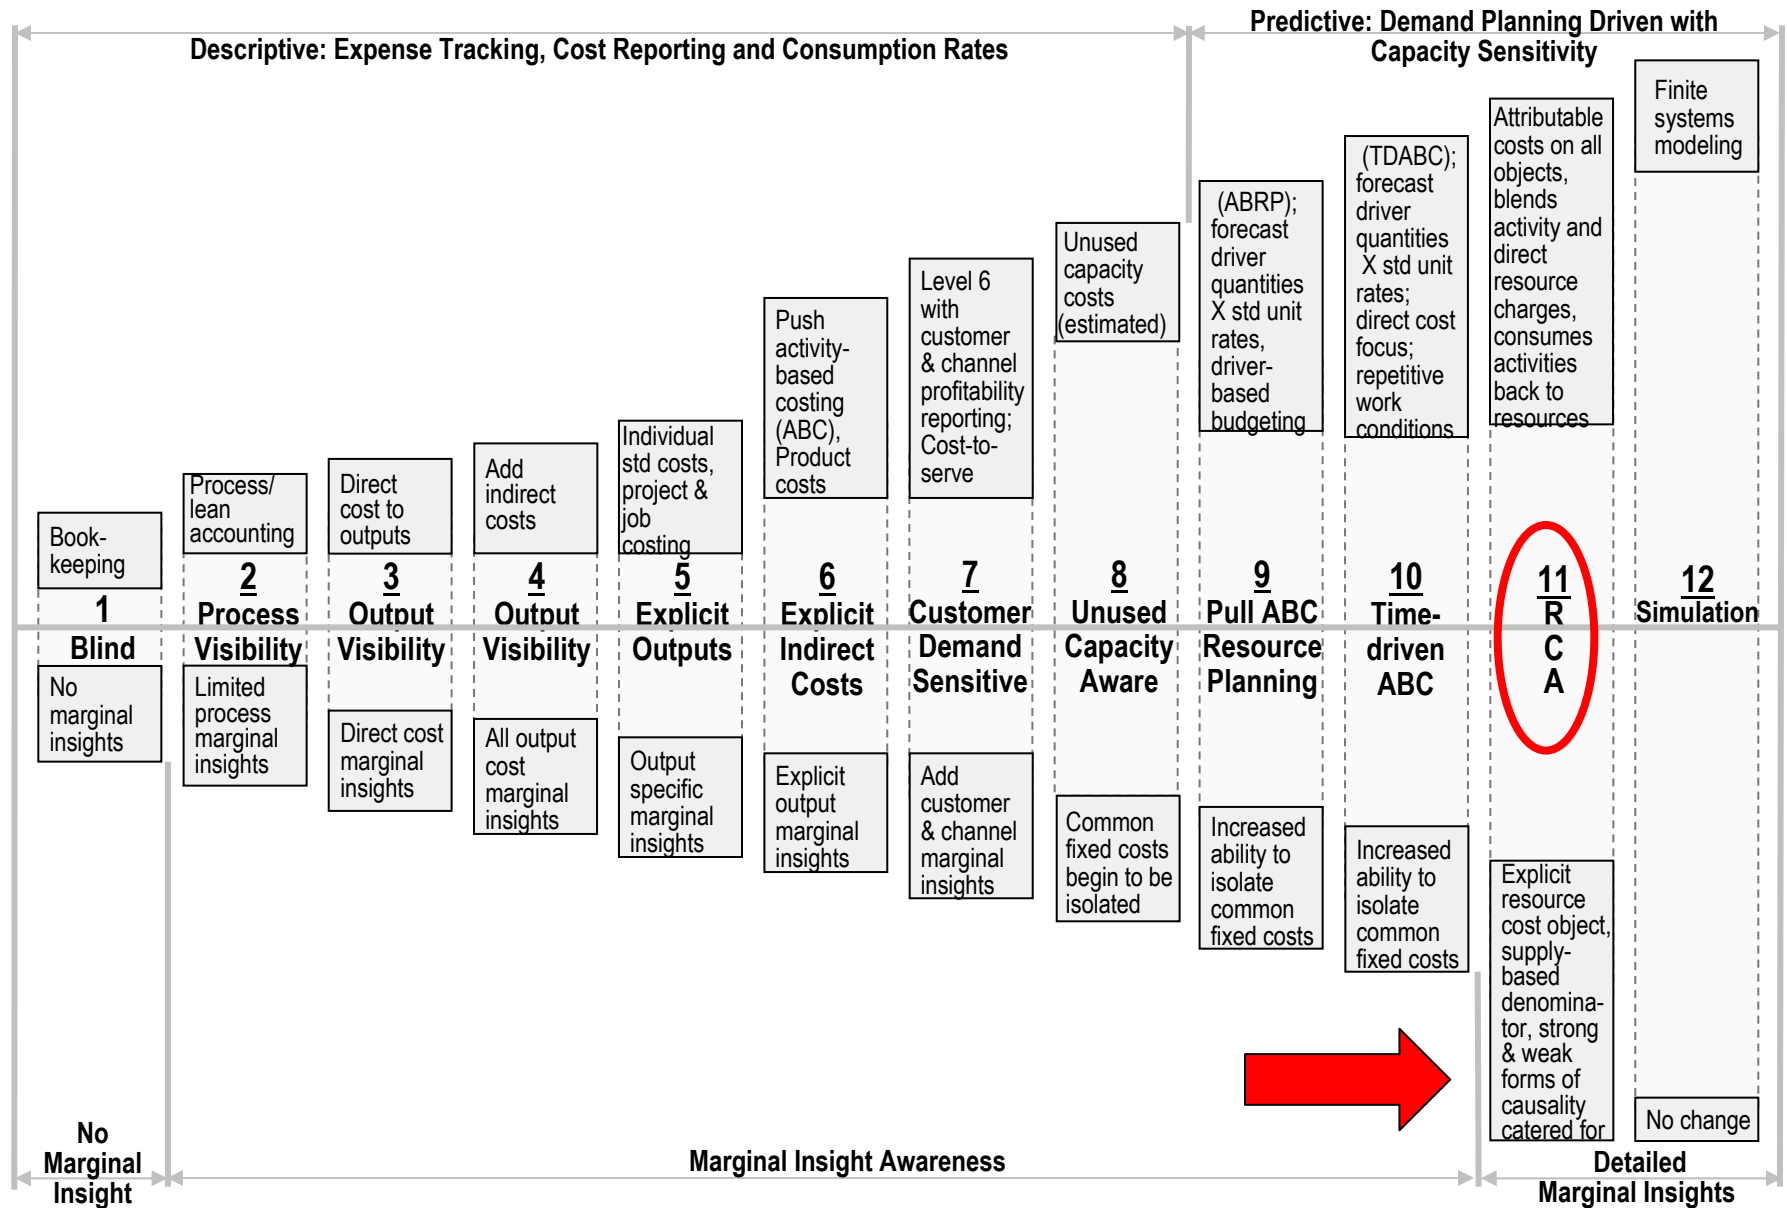 Descriptive: Expense Tracking, Cost Reporting and Consumption Rates
Predictive: Demand Planning Driven with
Capacity Sensitivity
Book-
keeping
Process/
lean
accounting
Direct
cost to
outputs
Add
indirect
costs
Individual
std costs,
project &
job
costing
Push
activity-
based
costing
(ABC),
Product
costs
Level 6
with
customer
& channel
profitability
reporting;
Cost-to-
serve
Unused
capacity
costs
(estimated)
(ABRP);
forecast
driver
quantities
X std unit
rates,
driver-
based
budgeting
(TDABC);
forecast
driver
quantities
X std unit
rates;
direct cost
focus;
repetitive
work
conditions
Attributable
costs on all
objects,
blends
activity and
direct
resource
charges,
consumes
activities
back to
resources
Finite
systems
modeling
1
Blind
2
Process
Visibility
3
Output
Visibility
4
Output
Visibility
5
Explicit
Outputs
6
Explicit
Indirect
Costs
7
Customer
Demand
Sensitive
8
Unused
Capacity
Aware
9
Pull ABC
Resource
Planning
10
Time-
driven
ABC
11
R
C
A
12
Simulation
No
marginal
insights
Limited
process
marginal
insights
Direct cost
marginal
insights
All output
cost
marginal
insights
Output
specific
marginal
insights
Explicit
output
marginal
insights
Add
customer
& channel
marginal
insights
Common
fixed costs
begin to be
isolated
Increased
ability to
isolate
common
fixed costs
Increased
ability to
isolate
common
fixed costs
Explicit
resource
cost object,
supply-
based
denomina-
tor, strong
& weak
forms of
causality
catered for
No change
No
Marginal
Insight
Marginal Insight Awareness
Detailed
Marginal Insights